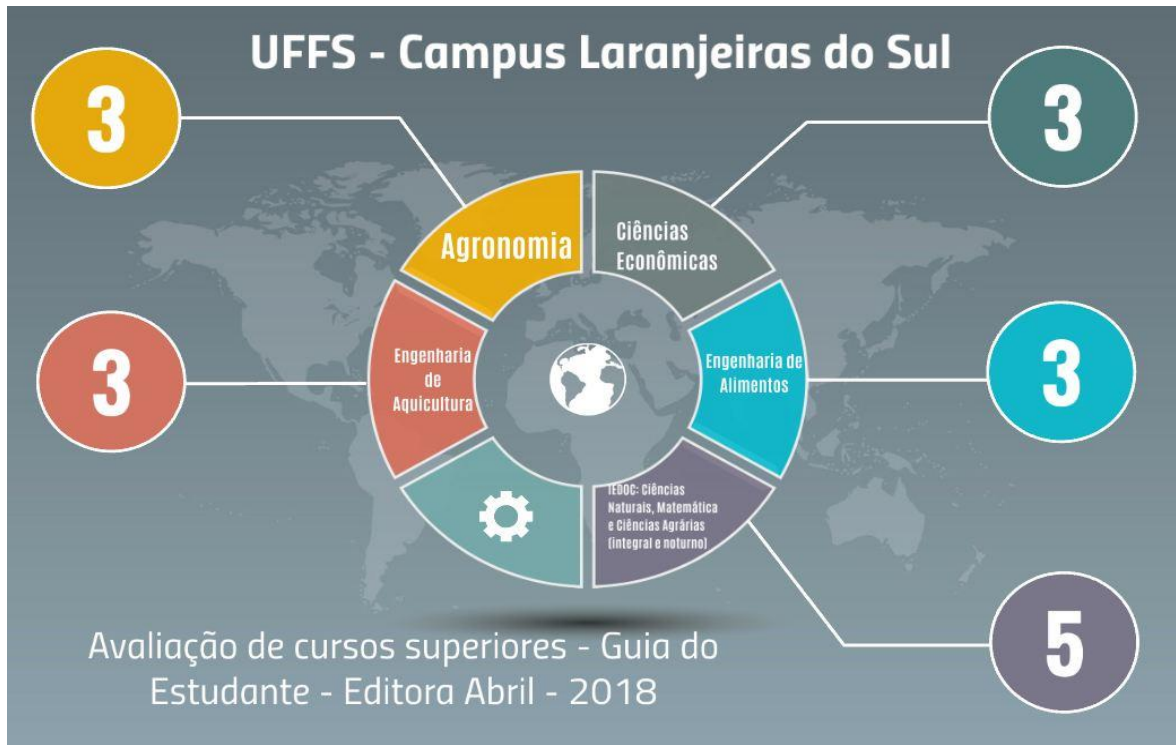 UFFS - Campus Laranjeiras do Sul
3
3
Agronomia
Ciências
Econômicas
3
Engenharia
de
Aquicultura
Engenharia de
Alimentos
3
IEDOC: Ciências
Naturais, Matemática
e Ciências Agrárias
(integral e noturno)
5
Avaliação de cursos superiores - Guia do
Estudante - Editora Abril - 2018